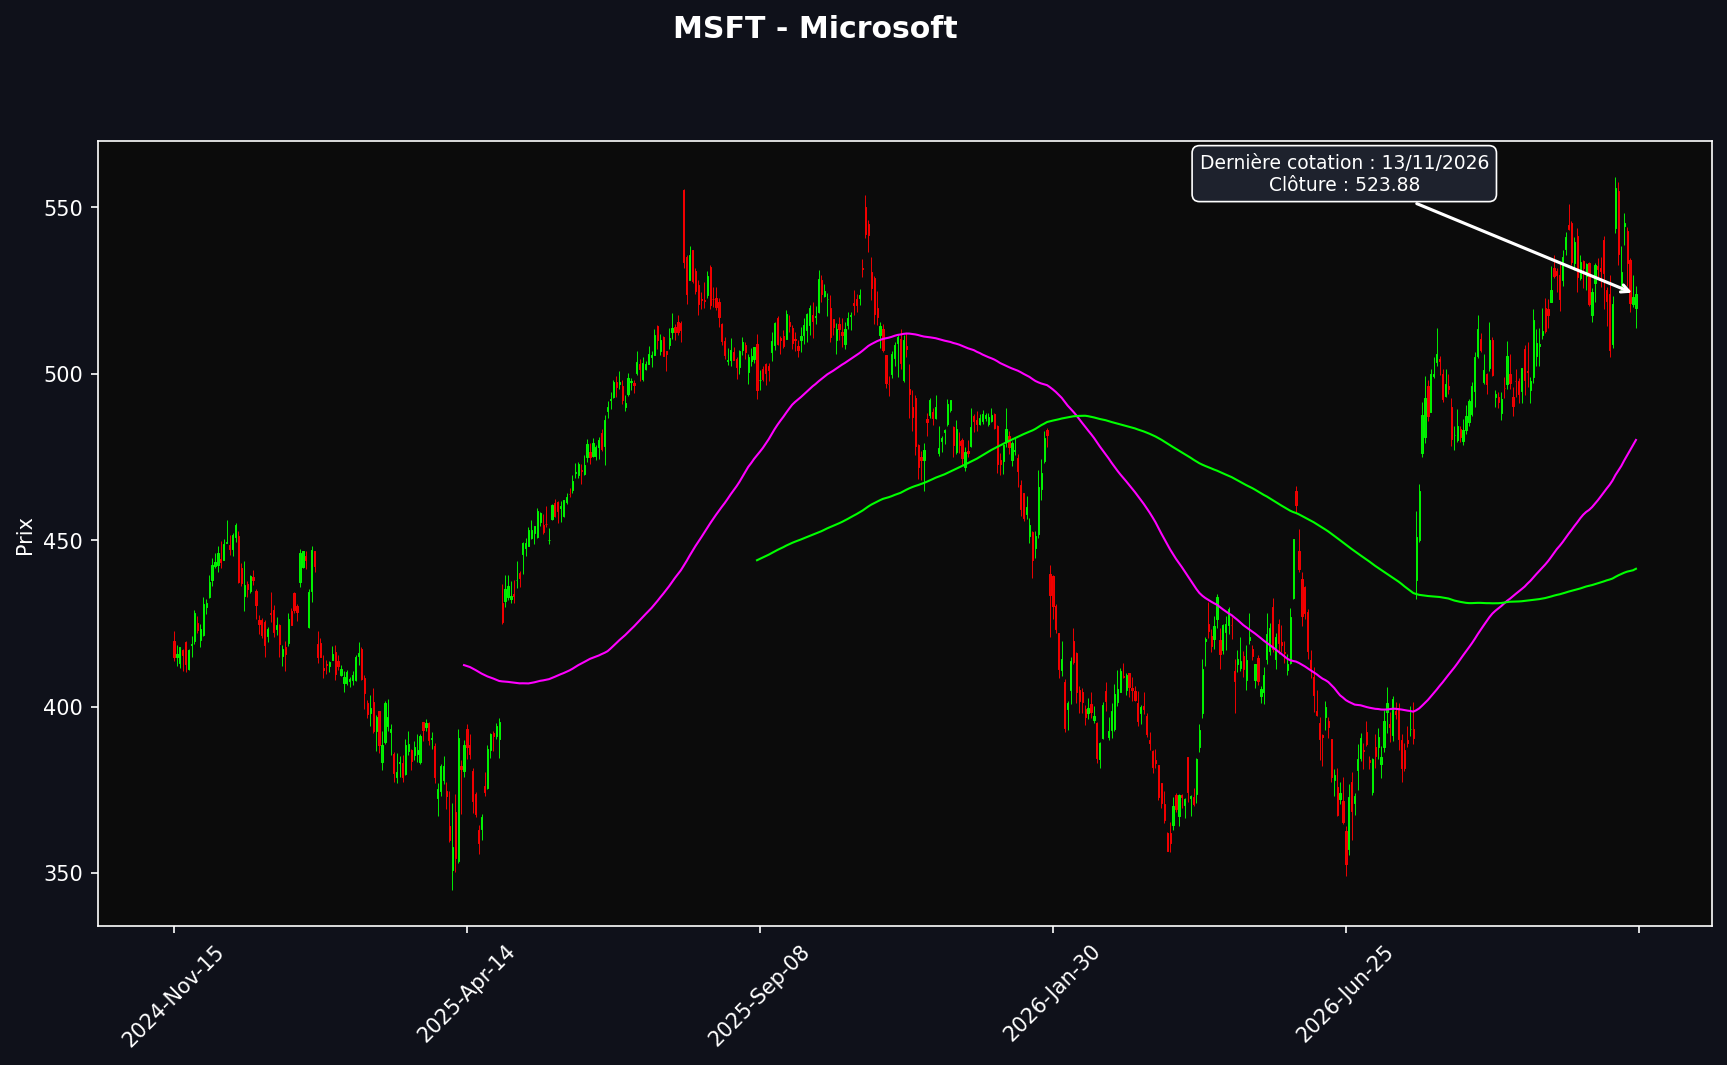 MSFT - Microsoft
Dernière cotation : 13/11/2026
Clôture : 523.88
Prix
550
500
450
400
350
2024-Nov-15
2025-Apr-14
2025-Sep-08
2026-Jan-30
2026-Jun-25